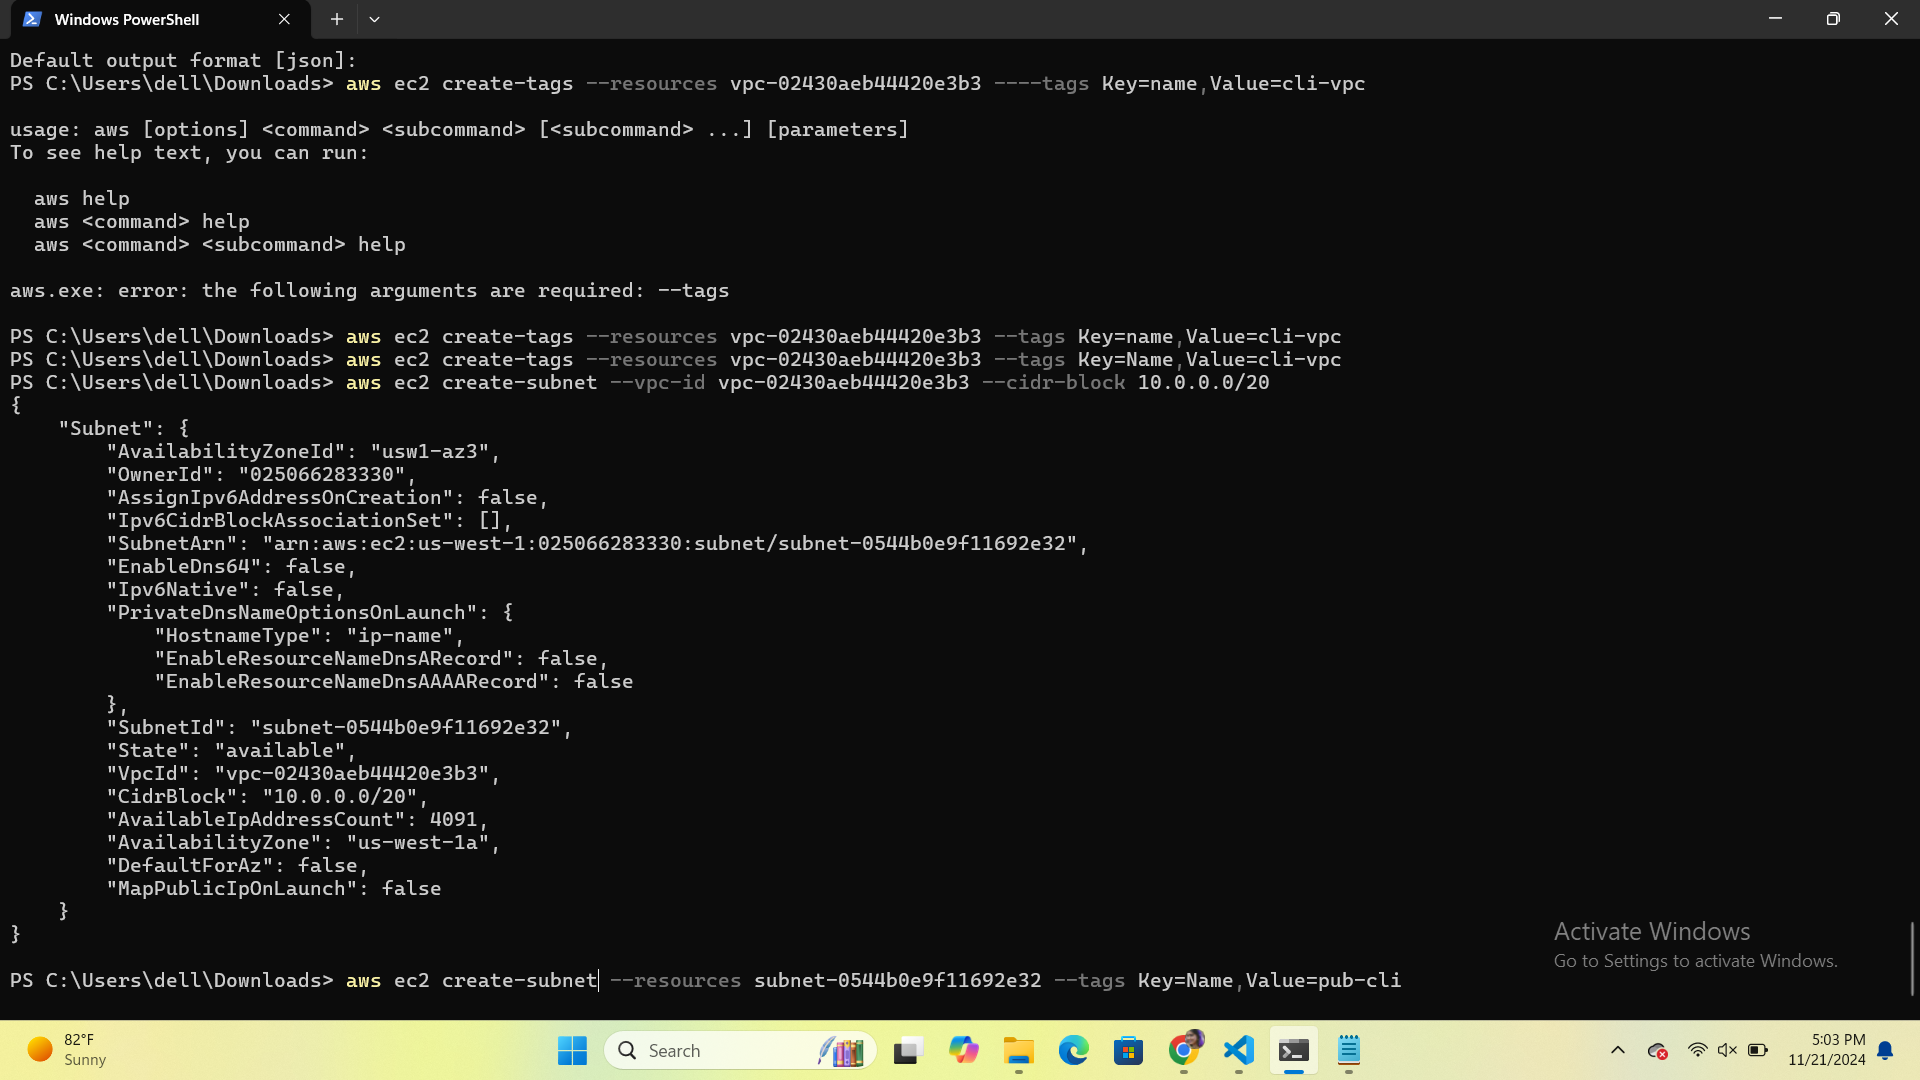 Windows PowerShell
Default output format [json]:
PS C:\Users\dell\Downloads> aws ec2 create-tags --resources vpc-02430aeb44420e3b3 ----tags Key=name,Value=cli-vpc
usage: aws [options] <command> <subcommand> [<subcommand> ...] [parameters]
To see help text, you can run:
  aws help
  aws <command> help
  aws <command> <subcommand> help
aws.exe: error: the following arguments are required: --tags
PS C:\Users\dell\Downloads> aws ec2 create-tags --resources vpc-02430aeb44420e3b3 --tags Key=name,Value=cli-vpc
PS C:\Users\dell\Downloads> aws ec2 create-tags --resources vpc-02430aeb44420e3b3 --tags Key=Name,Value=cli-vpc
PS C:\Users\dell\Downloads> aws ec2 create-subnet --vpc-id vpc-02430aeb44420e3b3 --cidr-block 10.0.0.0/20
{
    "Subnet": {
        "AvailabilityZoneId": "usw1-az3",
        "OwnerId": "025066283330",
        "AssignIpv6AddressOnCreation": false,
        "Ipv6CidrBlockAssociationSet": [],
        "SubnetArn": "arn:aws:ec2:us-west-1:025066283330:subnet/subnet-0544b0e9f11692e32",
        "EnableDns64": false,
        "Ipv6Native": false,
        "PrivateDnsNameOptionsOnLaunch": {
            "HostnameType": "ip-name",
            "EnableResourceNameDnsARecord": false,
            "EnableResourceNameDnsAAAARecord": false
        },
        "SubnetId": "subnet-0544b0e9f11692e32",
        "State": "available",
        "VpcId": "vpc-02430aeb44420e3b3",
        "CidrBlock": "10.0.0.0/20",
        "AvailableIpAddressCount": 4091,
        "AvailabilityZone": "us-west-1a",
        "DefaultForAz": false,
        "MapPublicIpOnLaunch": false
    }
}
PS C:\Users\dell\Downloads> aws ec2 create-subnet --resources subnet-0544b0e9f11692e32 --tags Key=Name,Value=pub-cli
Activate Windows
Go to Settings to activate Windows.
82°F
Sunny
Search
5:03 PM
11/21/2024